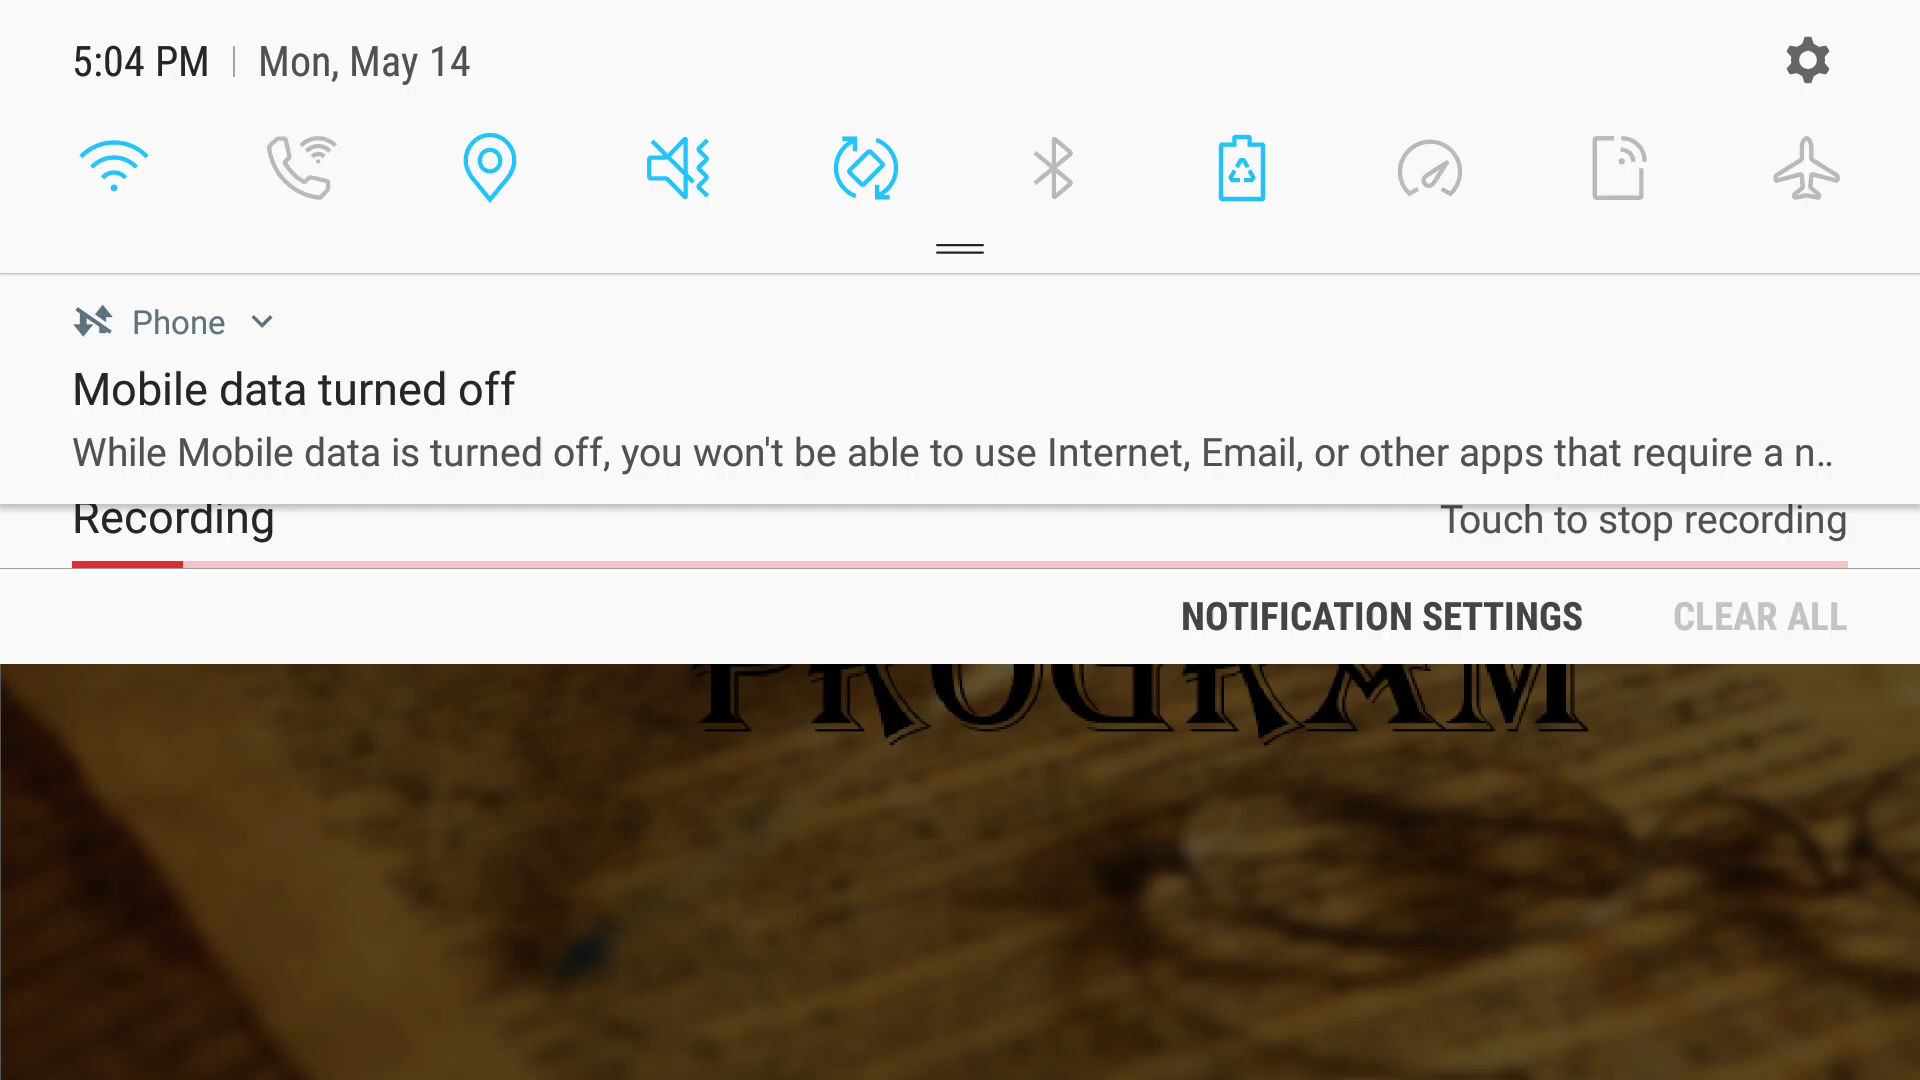 5:04 PM | Mon, May 14
Phone
Mobile data turned off
While Mobile data is turned off, you won't be able to use Internet, Email, or other apps that require a n..
Recording Touch to stop recording
NOTIFICATION SETTINGS CLEAR ALL
PROGRAM